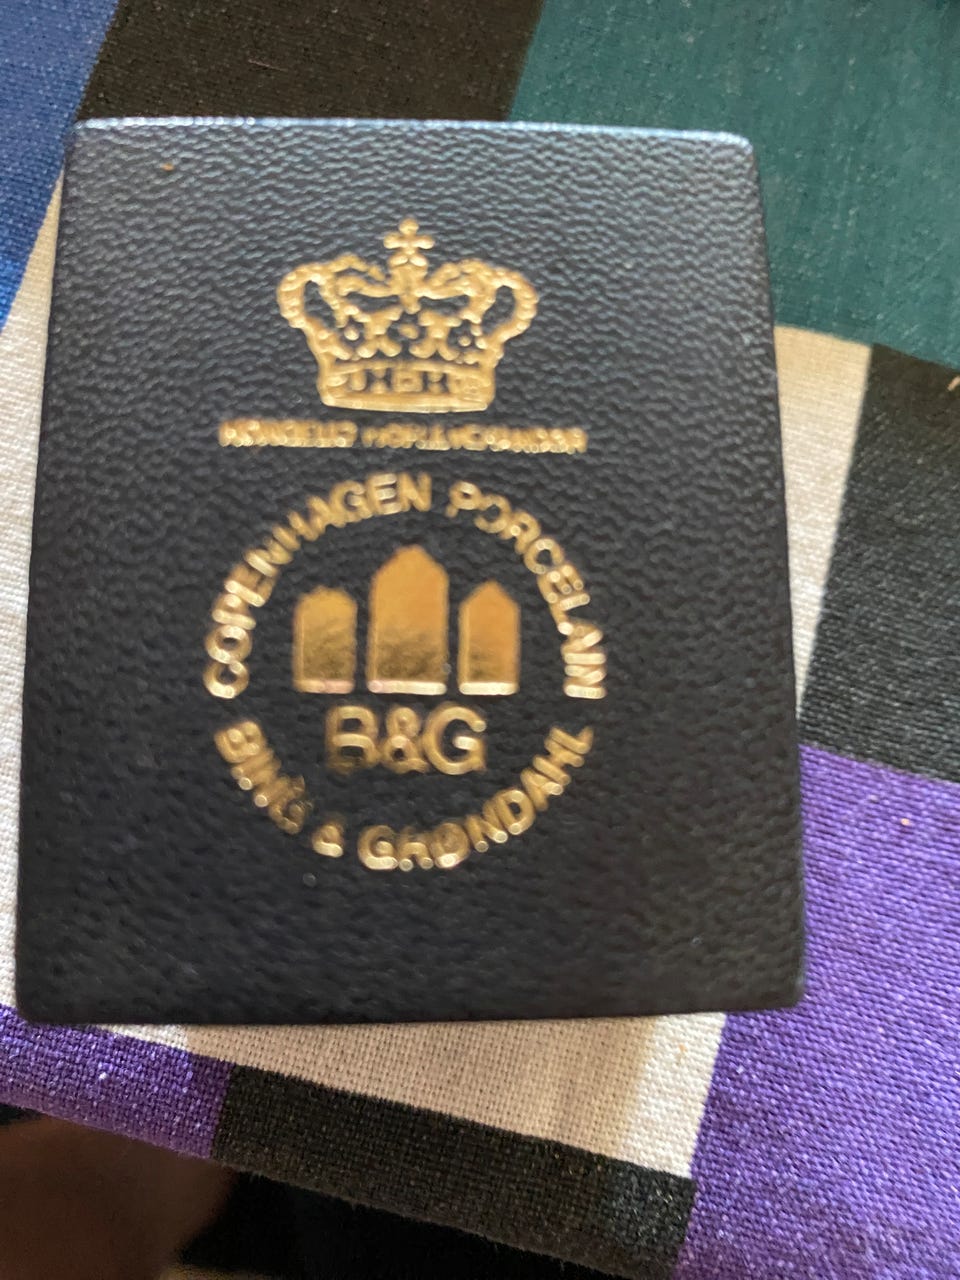 COPENHAGEN PORCELAIN
B&G
BING & GRØNDAHL